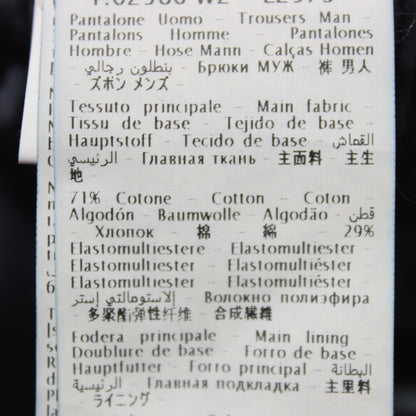 Pantalone Uomo - Trousers Man -
Pantalons Homme - Pantalones
Hombre - Hose Mann - Calças Homen
- بنطلون رجالي - Брюки МУЖ - 裤 男人
- ズボン メンズ -
Tessuto principale - Main fabric -
Tissu de base - Tejido de base -
Hauptstoff - Tecido de base - القماش
الرئيسي - Главная ткань - 主面料 - 主生
地 -
71% Cotone - Cotton - Coton -
Algodón - Baumwolle - Algodão - قطن
- Хлопок - 棉 - 綿 - 29%
Elastomultiestere - Elastomultiester -
Elastomultiester - Elastomultiéster -
Elastomultiester - Elastomultiéster
- الاستومالتي إستر - Волокно полиэфира
多聚酯弹性纤维 - 合成繊維
Fodera principale - Main lining -
Doublure de base - Forro de base -
Hauptfutter - Forro principal - البطانة
الرئيسية - Главная подкладка - 主里料
- ライニング -